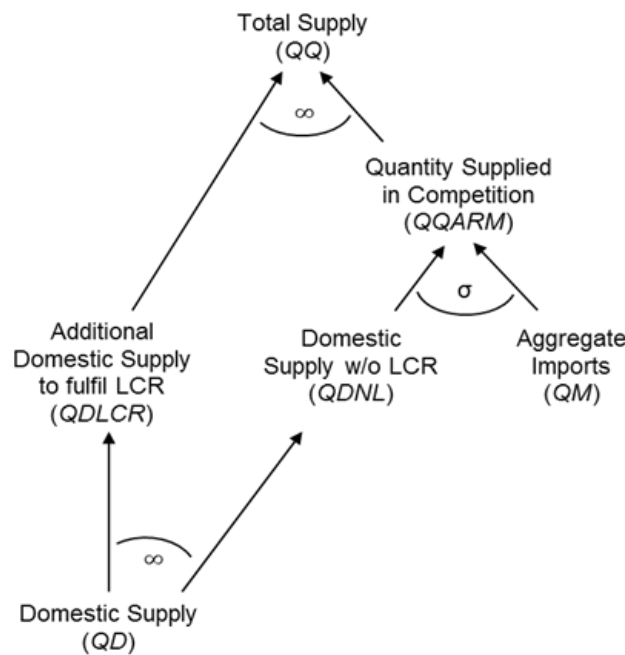 Total Supply
(QQ)
∞
Quantity Supplied
in Competition
(QQARM)
σ
Additional
Domestic Supply
to fulfil LCR
(QDLCR)
Domestic
Supply w/o LCR
(QDNL)
Aggregate
Imports
(QM)
∞
Domestic Supply
(QD)